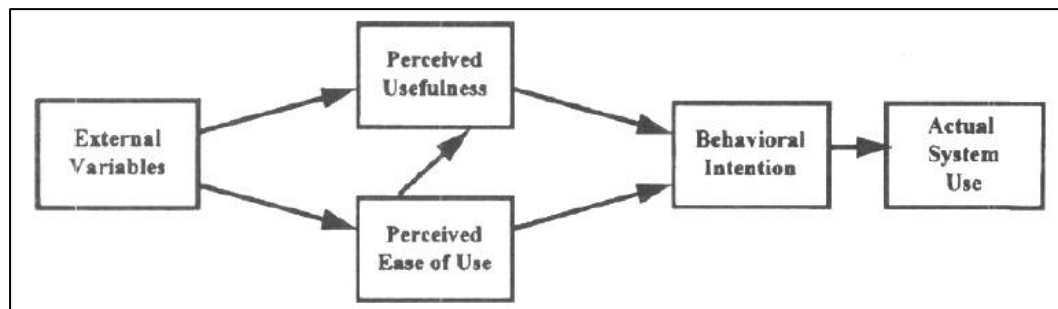 External
Variables
Perceived
Usefulness
Perceived
Ease of Use
Behavioral
Intention
Actual
System
Use